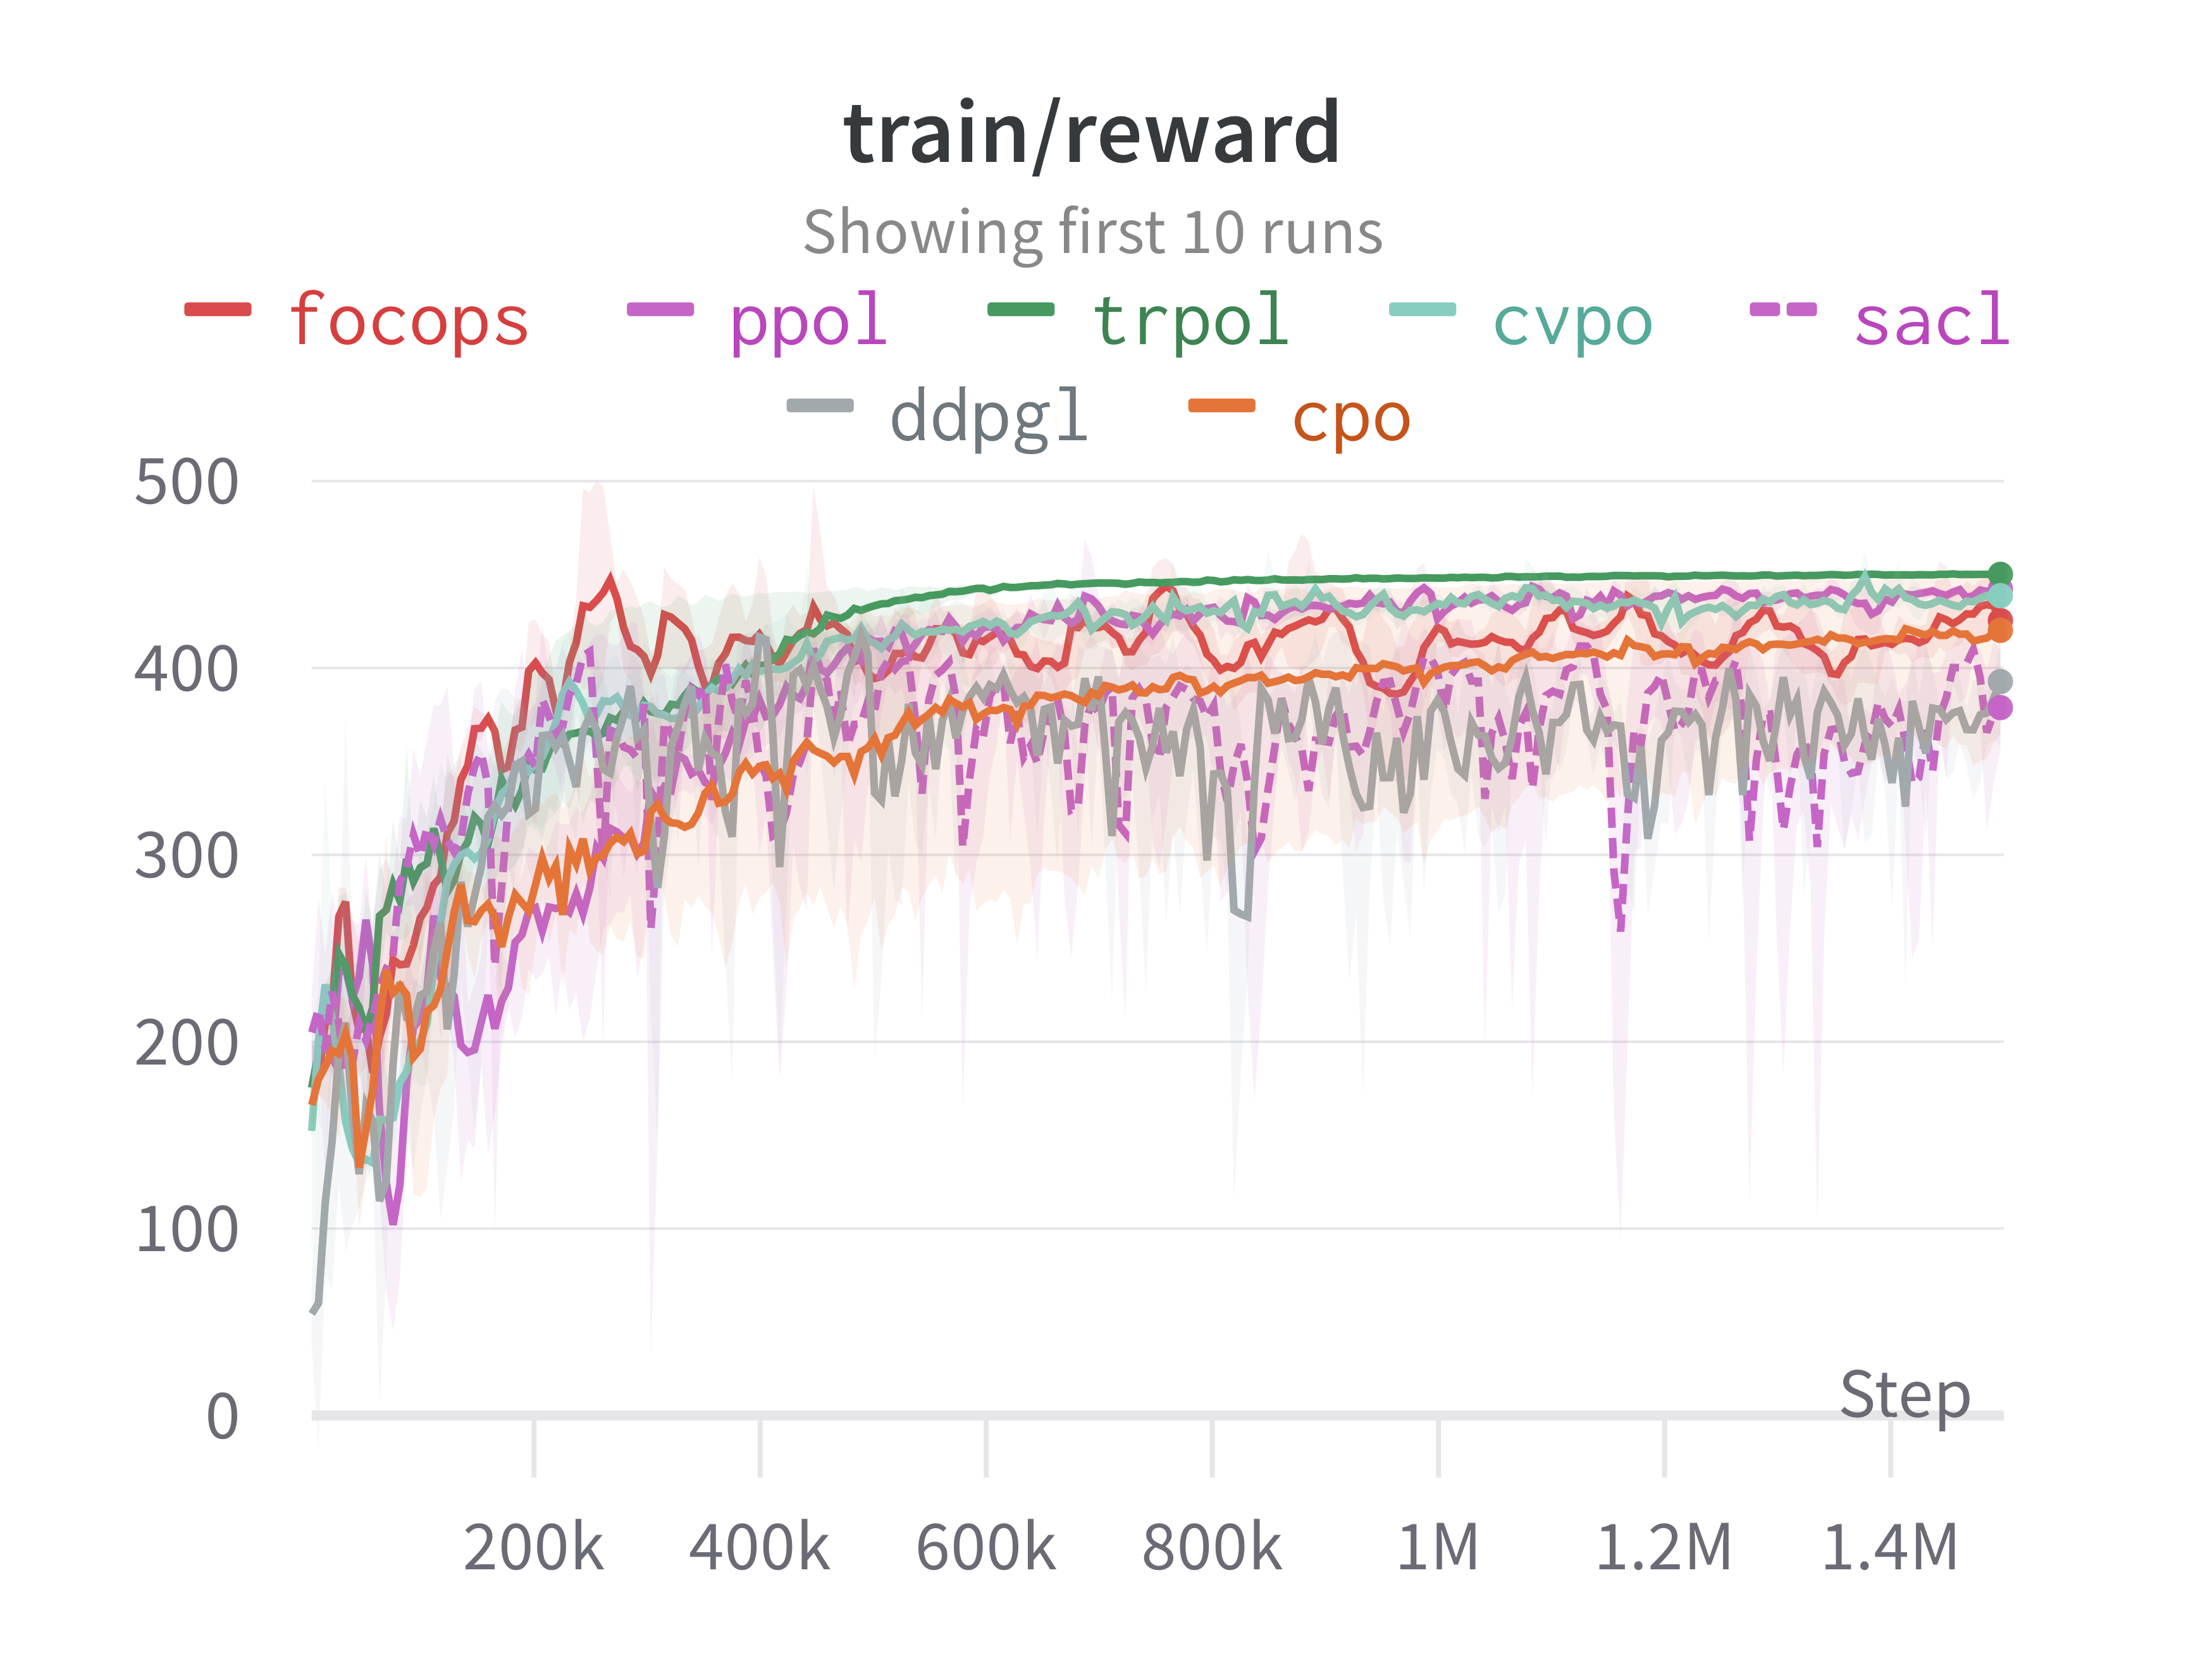 train/reward
Showing first 10 runs
focops ppol trpol cvpo sacl
ddpgl cpo
500
400
300
200
100
0
Step
200k 400k 600k 800k 1M 1.2M 1.4M